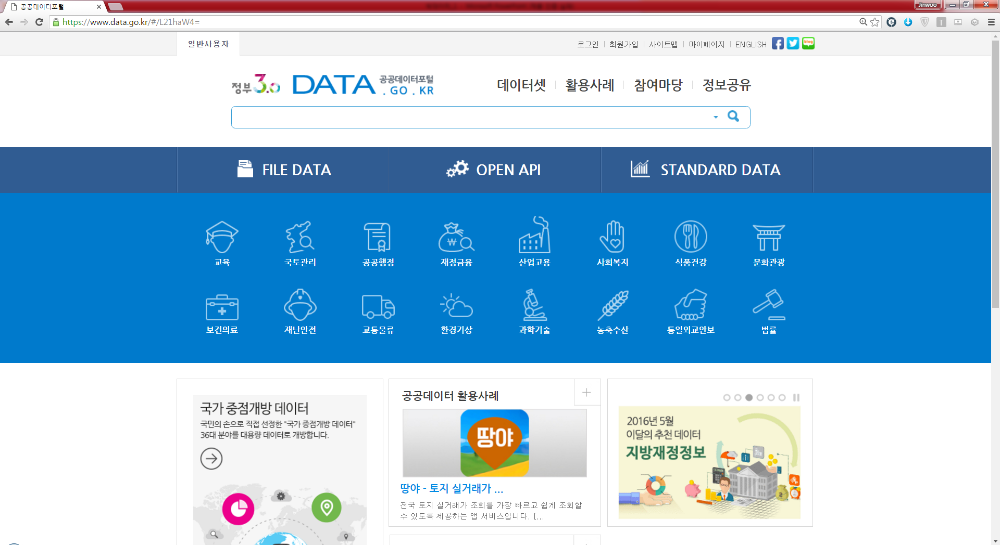 공공데이터포털
Jinwoo
https://www.data.go.kr/#/L21haW4=
일반사용자
로그인 회원가입 사이트맵 마이페이지 ENGLISH
blog
정부3.0 DATA.GO.KR 공공데이터포털
데이터셋 활용사례 참여마당 정보공유
FILE DATA OPEN API STANDARD DATA
교육 국토관리 공공행정 재정금융 산업고용 사회복지 식품건강 문화관광
보건의료 재난안전 교통물류 환경기상 과학기술 농축수산 통일외교안보 법률
국가 중점개방 데이터
국민의 손으로 직접 선정한 "국가 중점개방 데이터"
36대 분야를 대용량 데이터로 개방합니다.
공공데이터 활용사례
땅야
땅야 - 토지 실거래가 ...
전국 토지 실거래가 조회를 가장 빠르고 쉽게 조회할
수 있도록 제공하는 앱 서비스입니다. [...
2016년 5월
이달의 추천 데이터
지방재정정보